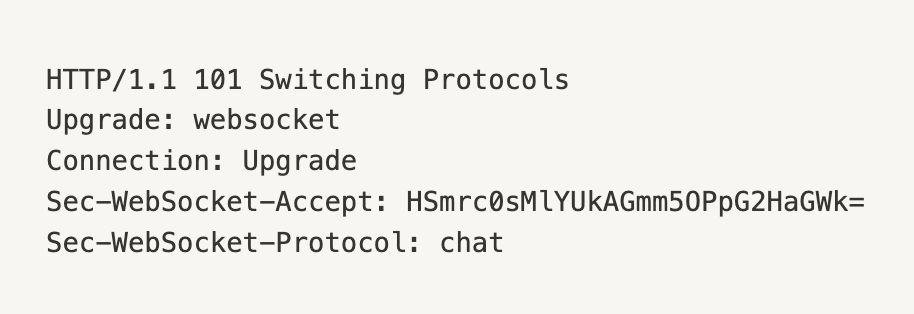 HTTP/1.1 101 Switching Protocols
Upgrade: websocket
Connection: Upgrade
Sec-WebSocket-Accept: HSmrc0sMlYUkAGmm5OPpG2HaGWk=
Sec-WebSocket-Protocol: chat